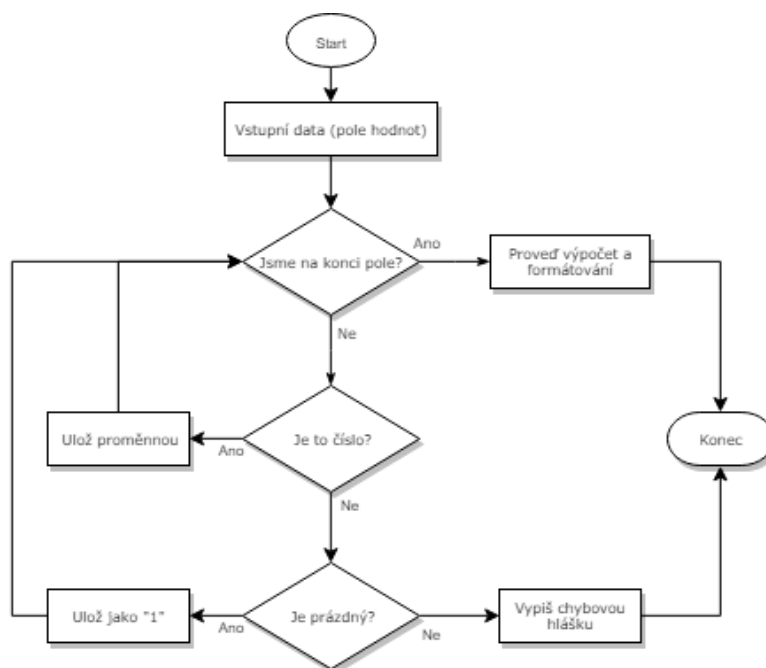 Start
Vstupní data (pole hodnot)
Jsme na konci pole?
Ano
Proveď výpočet a
formátování
Ne
Ulož proměnnou
Ano
Je to číslo?
Konec
Ne
Ulož jako "1"
Ano
Je prázdný?
Ne
Vypiš chybovou
hlášku